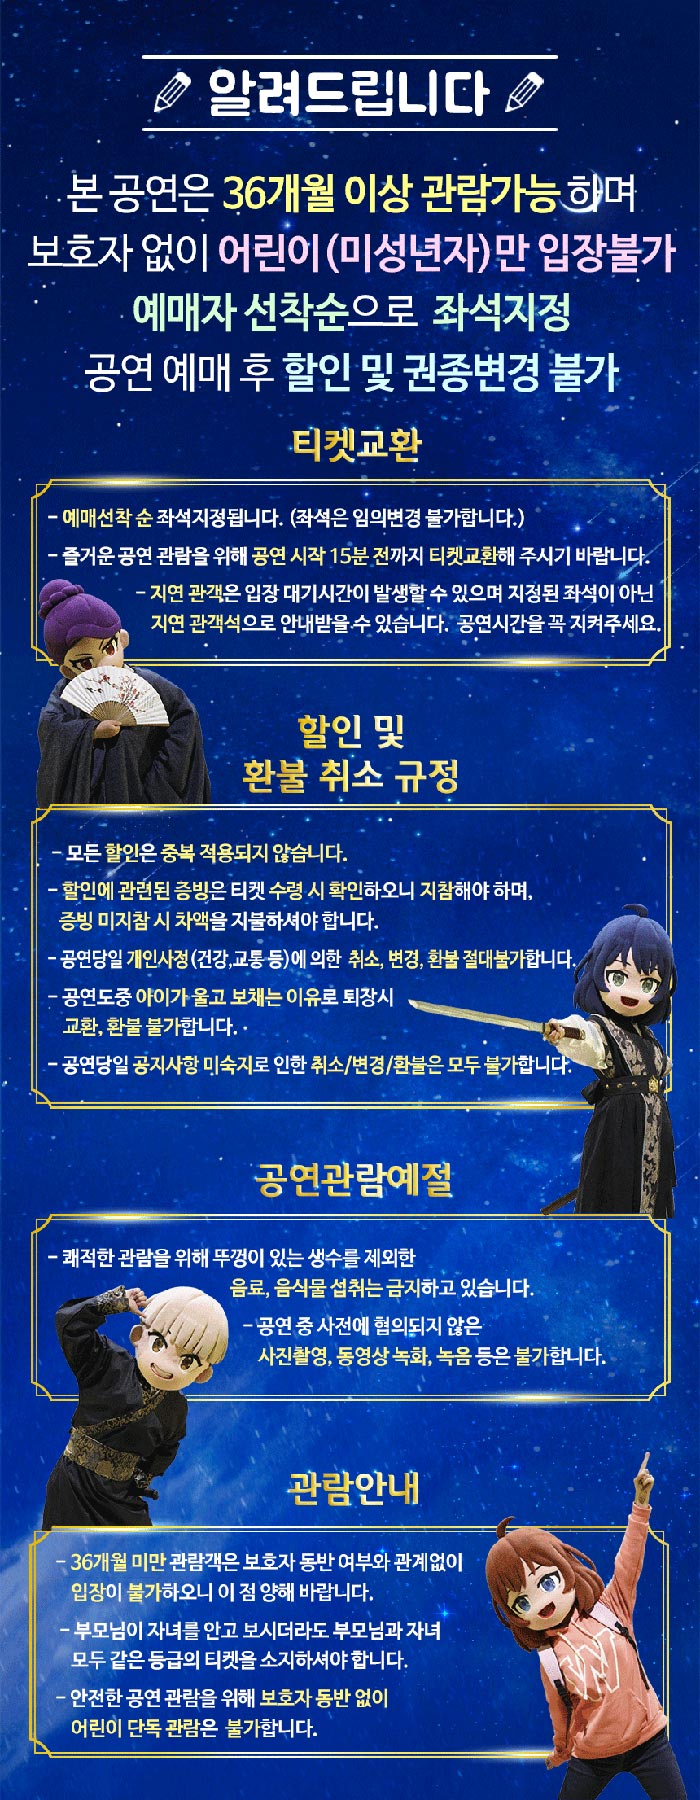 알려드립니다
본 공연은 36개월 이상 관람가능 하며
보호자 없이 어린이(미성년자)만 입장불가
예매자 선착순으로 좌석지정
공연 예매 후 할인 및 권종변경 불가
티켓교환
- 예매선착 순 좌석지정됩니다. (좌석은 임의변경 불가합니다.)
- 즐거운 공연 관람을 위해 공연 시작 15분 전까지 티켓교환해 주시기 바랍니다.
- 지연 관객은 입장 대기시간이 발생할 수 있으며 지정된 좌석이 아닌
지연 관객석으로 안내받을 수 있습니다. 공연시간을 꼭 지켜주세요.
할인 및
환불 취소 규정
- 모든 할인은 중복 적용되지 않습니다.
- 할인에 관련된 증빙은 티켓 수령 시 확인하오니 지참해야 하며,
증빙 미지참 시 차액을 지불하셔야 합니다.
- 공연당일 개인사정(건강,교통 등)에 의한 취소, 변경, 환불 절대불가합니다.
- 공연도중 아이가 울고 보채는 이유로 퇴장시
교환, 환불 불가합니다.
- 공연당일 공지사항 미숙지로 인한 취소/변경/환불은 모두 불가합니다.
공연관람예절
- 쾌적한 관람을 위해 뚜껑이 있는 생수를 제외한
음료, 음식물 섭취는 금지하고 있습니다.
- 공연 중 사전에 협의되지 않은
사진촬영, 동영상 녹화, 녹음 등은 불가합니다.
관람안내
- 36개월 미만 관람객은 보호자 동반 여부와 관계없이
입장이 불가하오니 이 점 양해 바랍니다.
- 부모님이 자녀를 안고 보시더라도 부모님과 자녀
모두 같은 등급의 티켓을 소지하셔야 합니다.
- 안전한 공연 관람을 위해 보호자 동반 없이
어린이 단독 관람은 불가합니다.